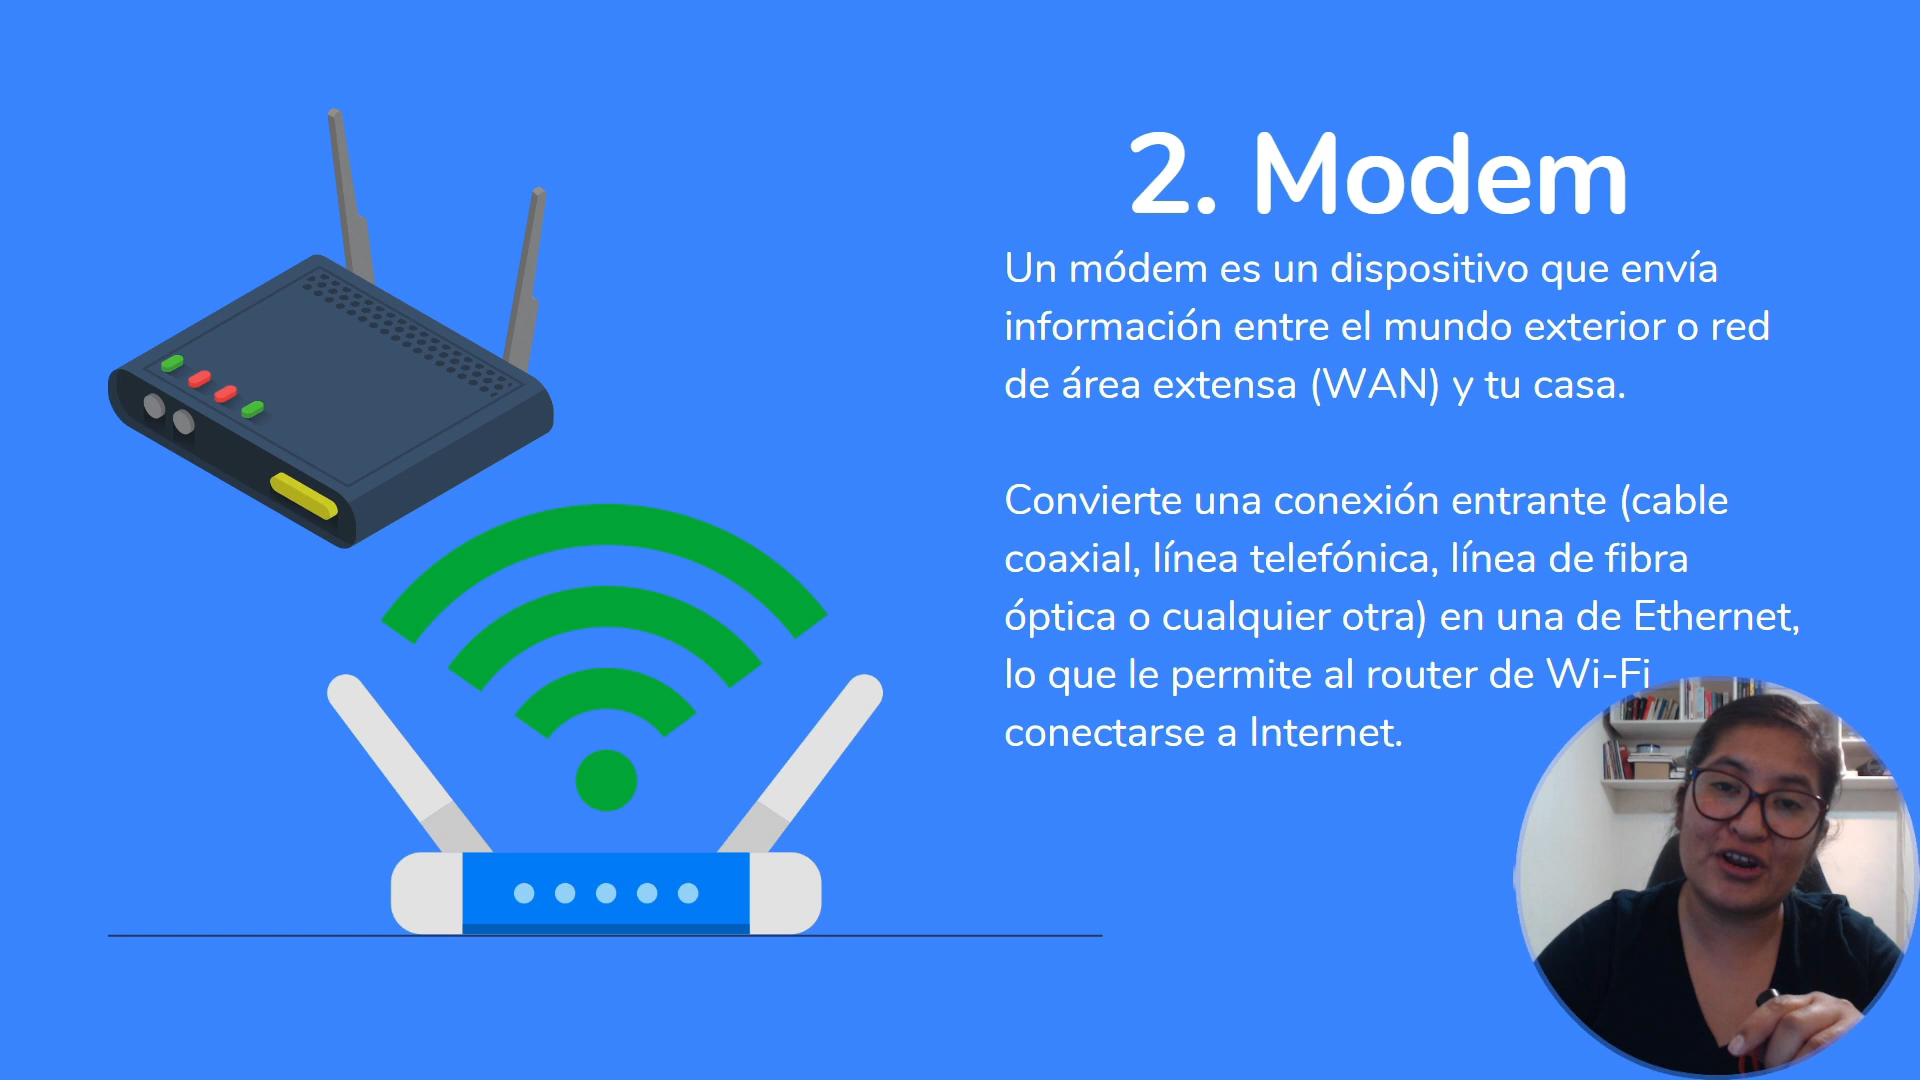 2. Modem
Un módem es un dispositivo que envía
información entre el mundo exterior o red
de área extensa (WAN) y tu casa.
Convierte una conexión entrante (cable
coaxial, línea telefónica, línea de fibra
óptica o cualquier otra) en una de Ethernet,
lo que le permite al router de Wi-Fi
conectarse a Internet.